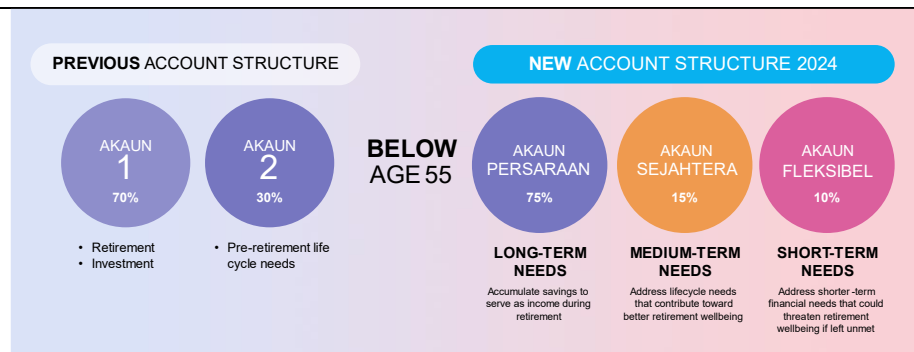 PREVIOUS ACCOUNT STRUCTURE
AKAUN
1
70%
• Retirement
• Investment
AKAUN
2
30%
• Pre-retirement life
cycle needs
BELOW
AGE 55
NEW ACCOUNT STRUCTURE 2024
AKAUN
PERSARAAN
75%
LONG-TERM
NEEDS
Accumulate savings to
serve as income during
retirement
AKAUN
SEJAHTERA
15%
MEDIUM-TERM
NEEDS
Address lifecycle needs
that contribute toward
better retirement wellbeing
AKAUN
FLEKSIBEL
10%
SHORT-TERM
NEEDS
Address shorter-term
financial needs that could
threaten retirement
wellbeing if left unmet